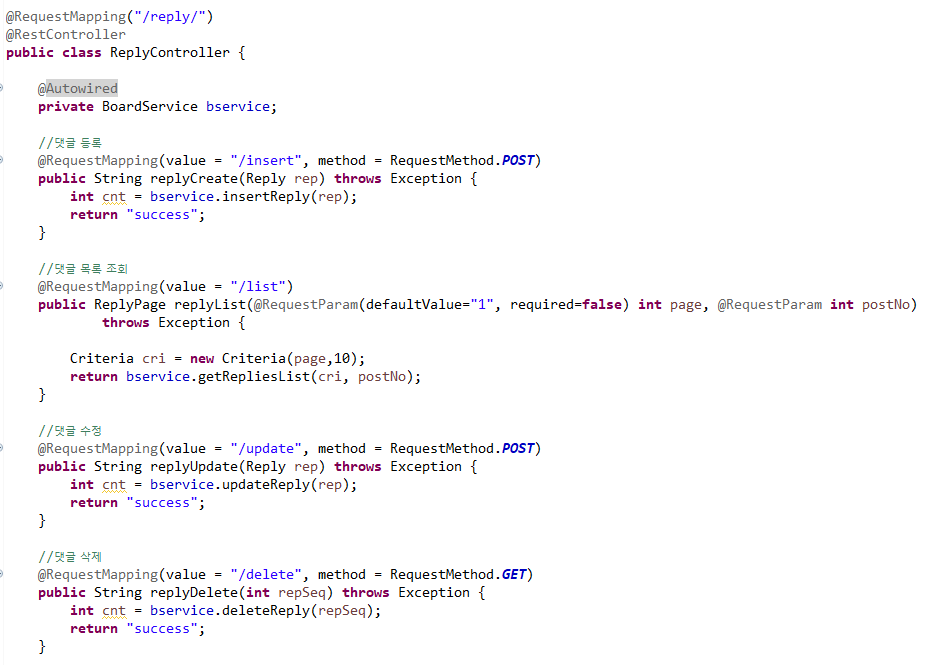 @RequestMapping("/reply/")
@RestController
public class ReplyController {
@Autowired
private BoardService bservice;
//댓글 등록
@RequestMapping(value = "/insert", method = RequestMethod.POST)
public String replyCreate(Reply rep) throws Exception {
int cnt = bservice.insertReply(rep);
return "success";
}
//댓글 목록 조회
@RequestMapping(value = "/list")
public ReplyPage replyList(@RequestParam(defaultValue="1", required=false) int page, @RequestParam int postNo)
throws Exception {
Criteria cri = new Criteria(page,10);
return bservice.getRepliesList(cri, postNo);
}
//댓글 수정
@RequestMapping(value = "/update", method = RequestMethod.POST)
public String replyUpdate(Reply rep) throws Exception {
int cnt = bservice.updateReply(rep);
return "success";
}
//댓글 삭제
@RequestMapping(value = "/delete", method = RequestMethod.GET)
public String replyDelete(int repSeq) throws Exception {
int cnt = bservice.deleteReply(repSeq);
return "success";
}